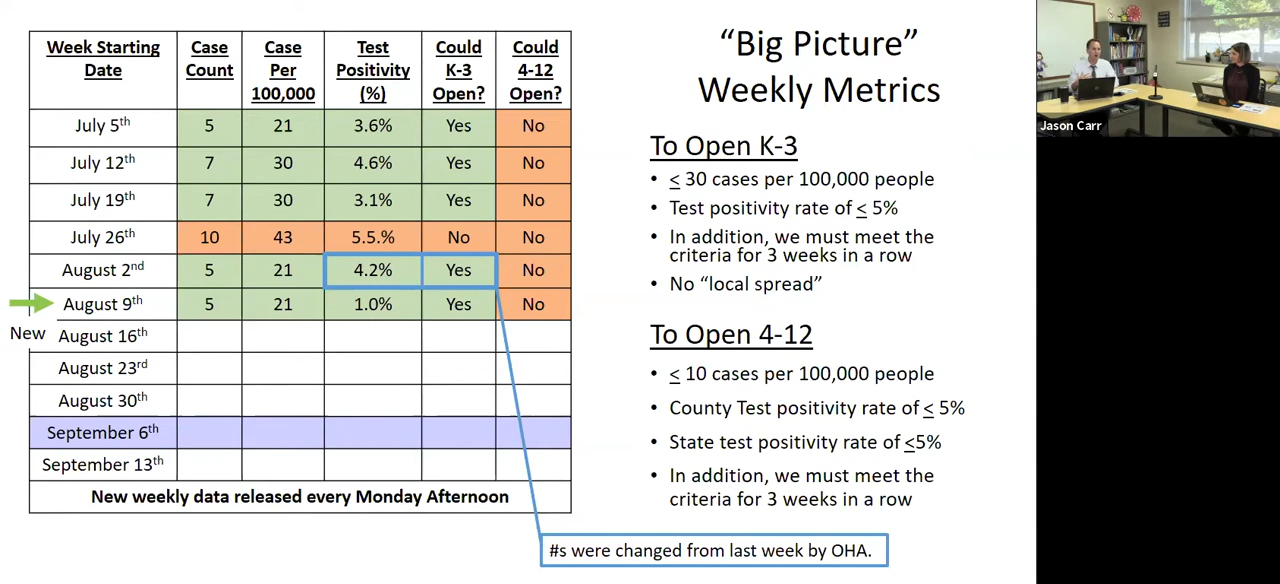 Week Starting Date Case Count Case Per 100,000 Test Positivity (%) Could K-3 Open? Could 4-12 Open?
July 5th 5 21 3.6% Yes No
July 12th 7 30 4.6% Yes No
July 19th 7 30 3.1% Yes No
July 26th 10 43 5.5.% No No
August 2nd 5 21 4.2% Yes No
August 9th 5 21 1.0% Yes No
New
August 16th
August 23rd
August 30th
September 6th
September 13th
New weekly data released every Monday Afternoon
“Big Picture”
Weekly Metrics
To Open K-3
• ≤ 30 cases per 100,000 people
• Test positivity rate of ≤ 5%
• In addition, we must meet the
criteria for 3 weeks in a row
• No “local spread”
To Open 4-12
• ≤ 10 cases per 100,000 people
• County Test positivity rate of ≤ 5%
• State test positivity rate of ≤5%
• In addition, we must meet the
criteria for 3 weeks in a row
#s were changed from last week by OHA.
Jason Carr